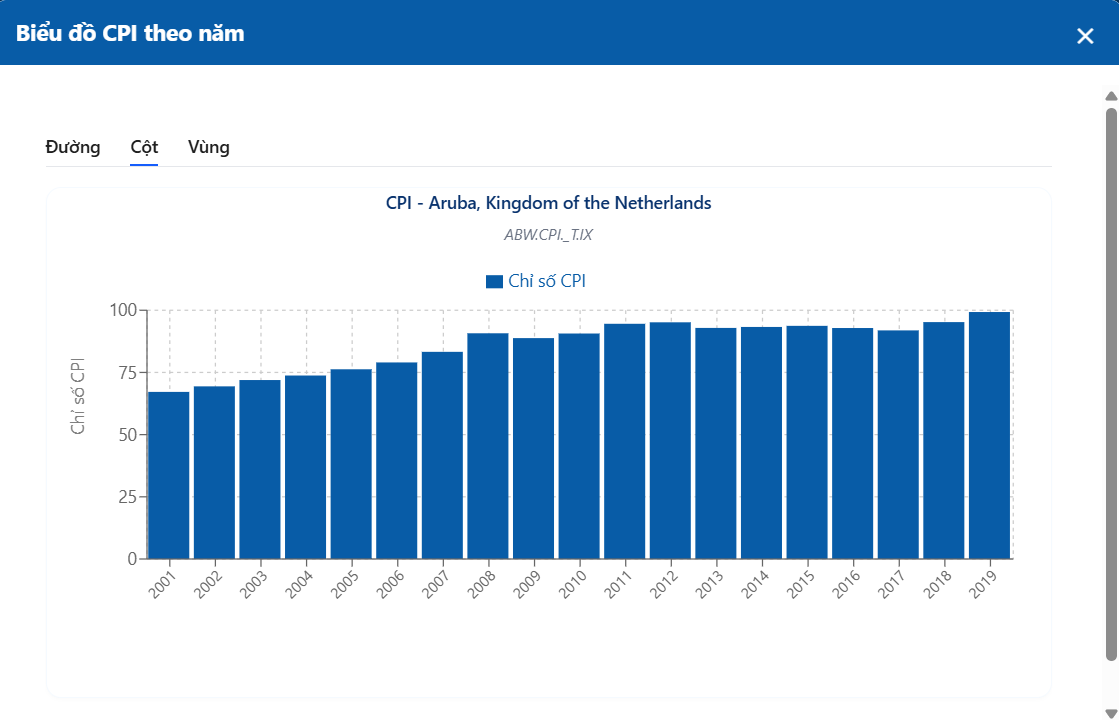 Biểu đồ CPI theo năm
Đường Cột Vùng
CPI - Aruba, Kingdom of the Netherlands
ABW.CPI._T.IX
Chỉ số CPI
100
75
50
25
0
Chỉ số CPI
2001 2002 2003 2004 2005 2006 2007 2008 2009 2010 2011 2012 2013 2014 2015 2016 2017 2018 2019